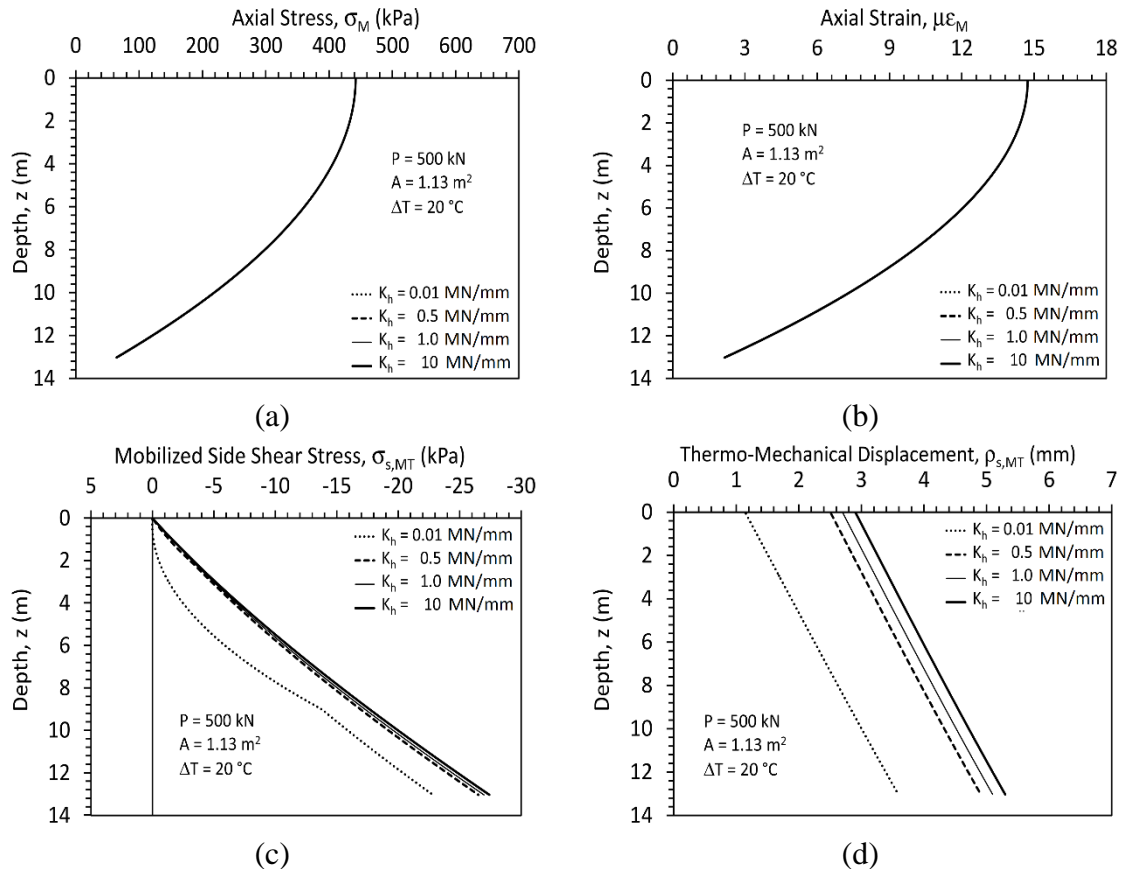 Axial Stress, σM (kPa)
0 100 200 300 400 500 600 700
0
2
4
6
8
10
12
14
Depth, z (m)
P = 500 kN
A = 1.13 m²
ΔT = 20 °C
Kh = 0.01 MN/mm
Kh = 0.5 MN/mm
Kh = 1.0 MN/mm
Kh = 10 MN/mm
(a)
Axial Strain, μεM
0 3 6 9 12 15 18
0
2
4
6
8
10
12
14
Depth, z (m)
P = 500 kN
A = 1.13 m²
ΔT = 20 °C
Kh = 0.01 MN/mm
Kh = 0.5 MN/mm
Kh = 1.0 MN/mm
Kh = 10 MN/mm
(b)
Mobilized Side Shear Stress, σs,MT (kPa)
5 0 -5 -10 -15 -20 -25 -30
0
2
4
6
8
10
12
14
Depth, z (m)
Kh = 0.01 MN/mm
Kh = 0.5 MN/mm
Kh = 1.0 MN/mm
Kh = 10 MN/mm
P = 500 kN
A = 1.13 m²
ΔT = 20 °C
(c)
Thermo-Mechanical Displacement, ρs,MT (mm)
0 1 2 3 4 5 6 7
0
2
4
6
8
10
12
14
Depth, z (m)
Kh = 0.01 MN/mm
Kh = 0.5 MN/mm
Kh = 1.0 MN/mm
Kh = 10 MN/mm
P = 500 kN
A = 1.13 m²
ΔT = 20 °C
(d)